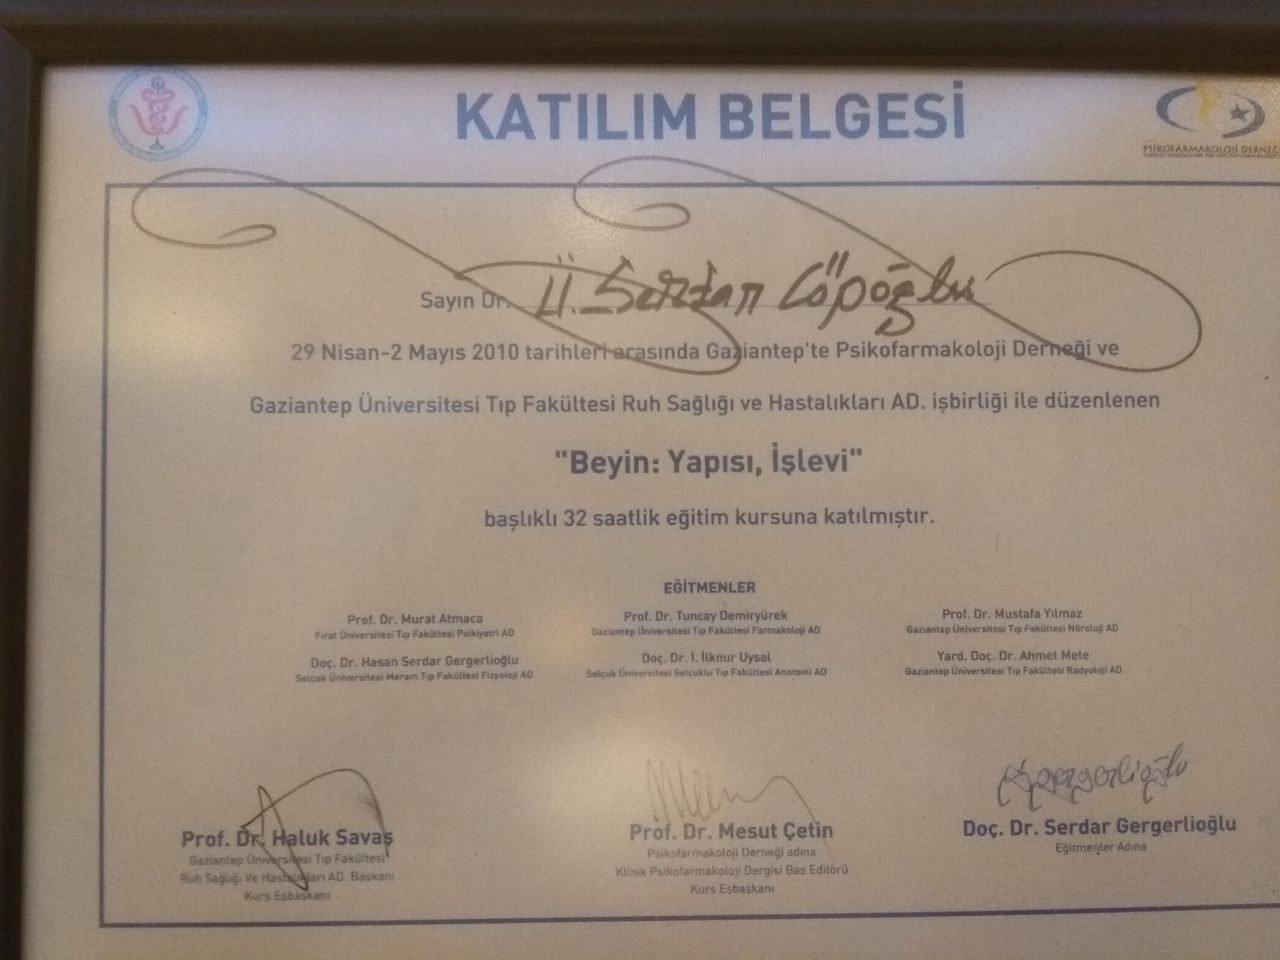 KATILIM BELGESİ
PSİKOFARMAKOLOJİ DERNEĞİ
Sayın Dr. Ü. Serdar Çöpoğlu
29 Nisan-2 Mayıs 2010 tarihleri arasında Gaziantep'te Psikofarmakoloji Derneği ve
Gaziantep Üniversitesi Tıp Fakültesi Ruh Sağlığı ve Hastalıkları AD. işbirliği ile düzenlenen
"Beyin: Yapısı, İşlevi"
başlıklı 32 saatlik eğitim kursuna katılmıştır.
EĞİTMENLER
Prof. Dr. Murat Atmaca
Fırat Üniversitesi Tıp Fakültesi Psikiyatri AD
Prof. Dr. Tuncay Demiryürek
Gaziantep Üniversitesi Tıp Fakültesi Farmakoloji AD
Prof. Dr. Mustafa Yılmaz
Gaziantep Üniversitesi Tıp Fakültesi Nöroloji AD
Doç. Dr. Hasan Serdar Gergerlioğlu
Selçuk Üniversitesi Meram Tıp Fakültesi Fizyoloji AD
Doç. Dr. İ. İlknur Uysal
Selçuk Üniversitesi Selçuklu Tıp Fakültesi Anatomi AD
Yard. Doç. Dr. Ahmet Mete
Gaziantep Üniversitesi Tıp Fakültesi Radyoloji AD
Prof. Dr. Haluk Savaş
Gaziantep Üniversitesi Tıp Fakültesi
Ruh Sağlığı Ve Hastalıkları AD. Başkanı
Kurs Eşbaşkanı
Prof. Dr. Mesut Çetin
Psikofarmakoloji Derneği adına
Klinik Psikofarmakoloji Dergisi Baş Editörü
Kurs Eşbaşkanı
Doç. Dr. Serdar Gergerlioğlu
Eğitmenler Adına